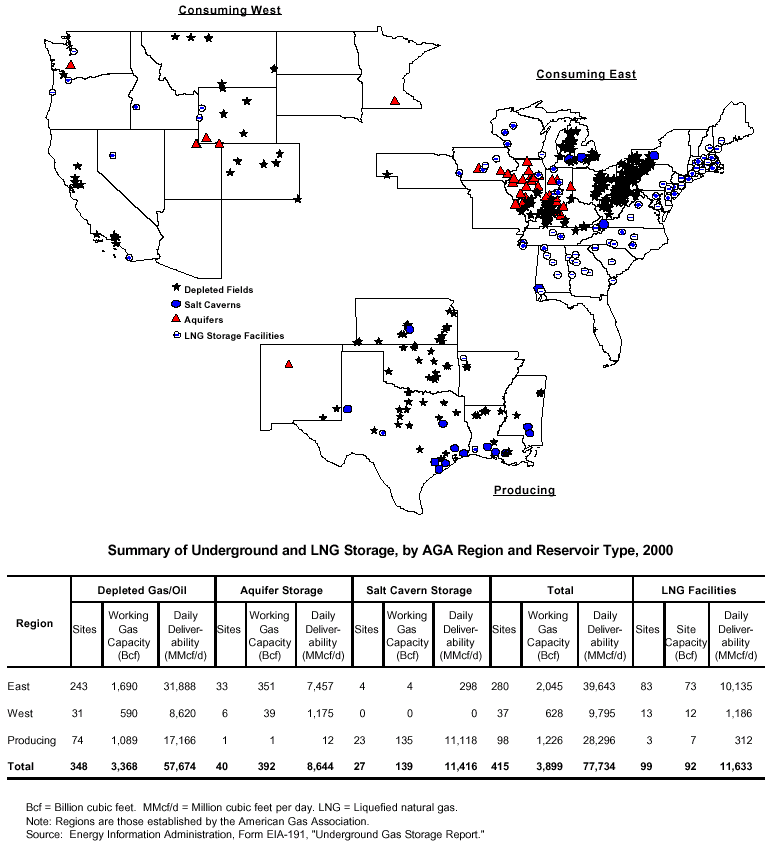 Consuming West
Consuming East
Depleted Fields
Salt Caverns
Aquifers
LNG Storage Facilities
Producing
Summary of Underground and LNG Storage, by AGA Region and Reservoir Type, 2000
Region Depleted Gas/Oil Aquifer Storage Salt Cavern Storage Total LNG Facilities
Sites Working Gas Capacity (Bcf) Daily Deliver-ability (MMcf/d) Sites Working Gas Capacity (Bcf) Daily Deliver-ability (MMcf/d) Sites Working Gas Capacity (Bcf) Daily Deliver-ability (MMcf/d) Sites Working Gas Capacity (Bcf) Daily Deliver-ability (MMcf/d) Sites Site Capacity (Bcf) Daily Deliver-ability (MMcf/d)
East 243 1,690 31,888 33 351 7,457 4 4 298 280 2,045 39,643 83 73 10,135
West 31 590 8,620 6 39 1,175 0 0 0 37 628 9,795 13 12 1,186
Producing 74 1,089 17,166 1 1 12 23 135 11,118 98 1,226 28,296 3 7 312
Total 348 3,368 57,674 40 392 8,644 27 139 11,416 415 3,899 77,734 99 92 11,633
Bcf = Billion cubic feet. MMcf/d = Million cubic feet per day. LNG = Liquefied natural gas.
Note: Regions are those established by the American Gas Association.
Source: Energy Information Administration, Form EIA-191, "Underground Gas Storage Report."